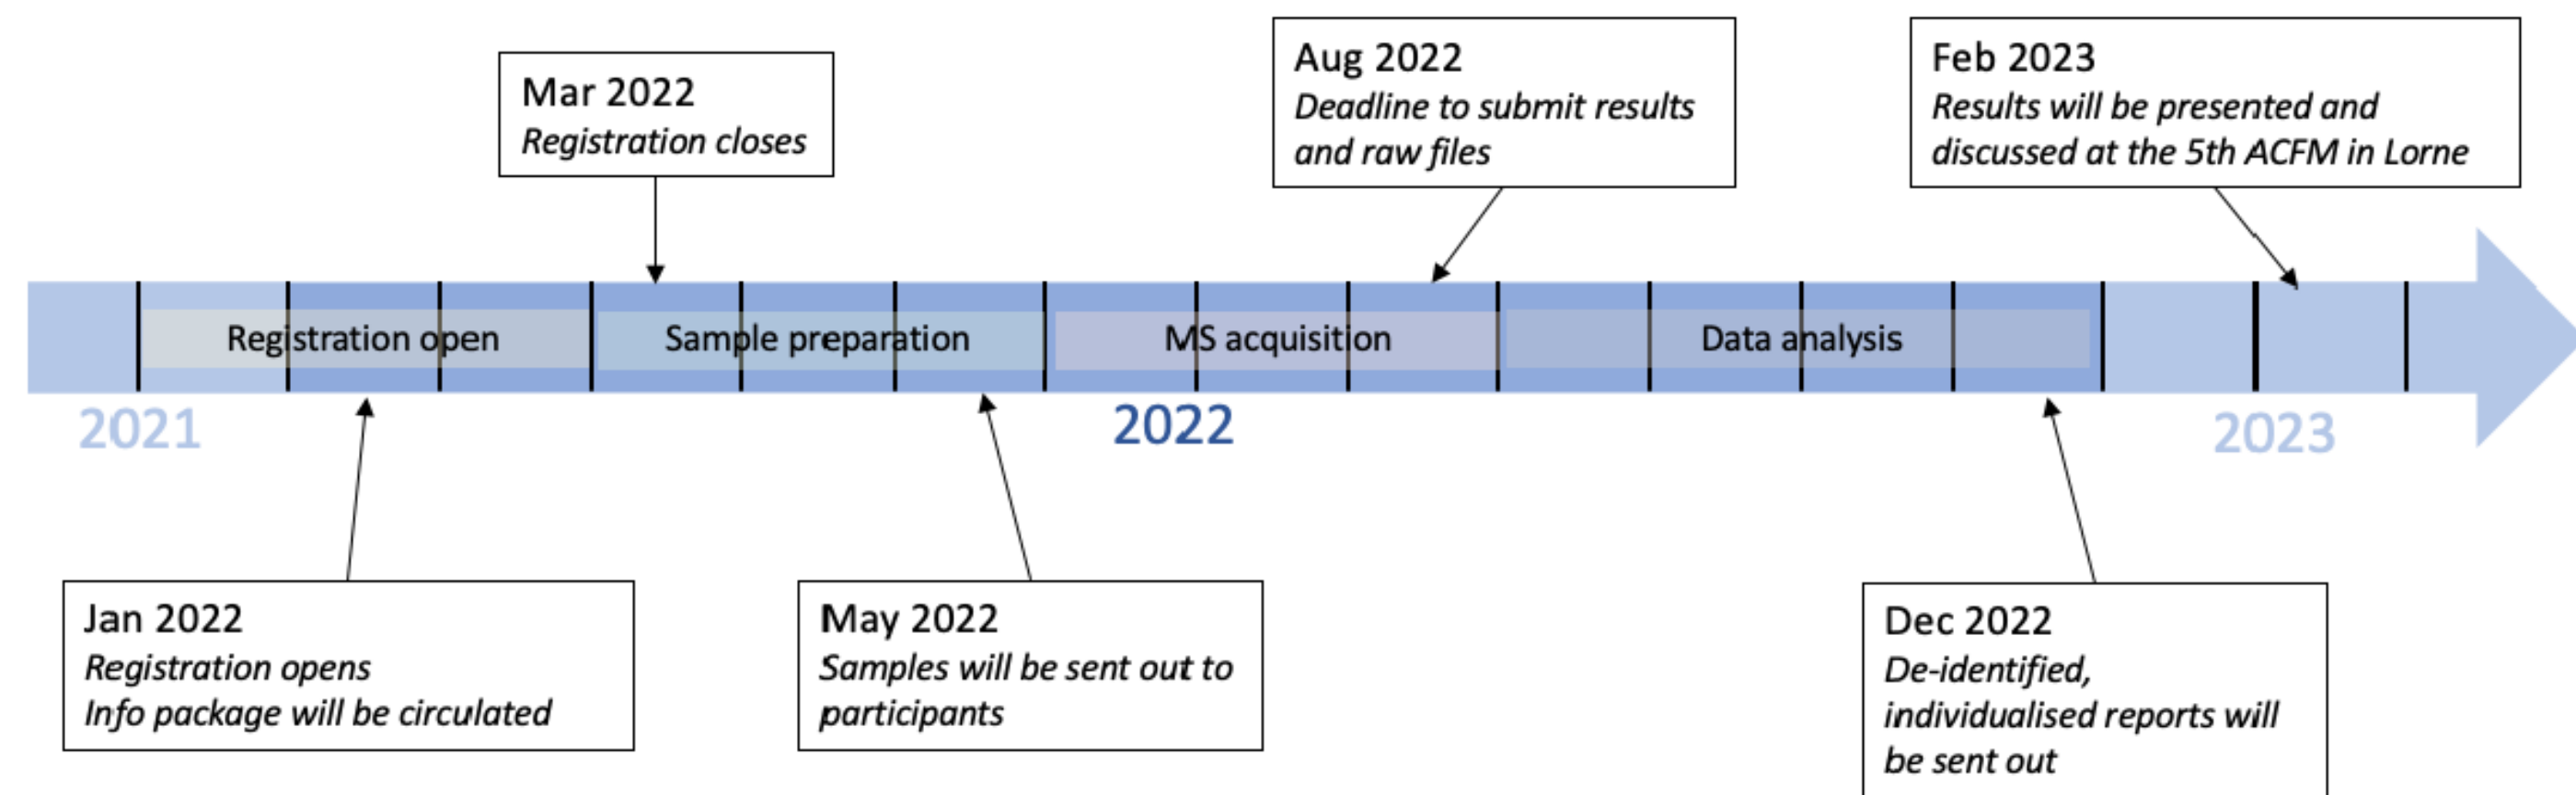 Mar 2022
Registration closes
Aug 2022
Deadline to submit results
and raw files
Feb 2023
Results will be presented and
discussed at the 5th ACFM in Lorne
Registration open
Sample preparation
MS acquisition
Data analysis
2021
2022
2023
Jan 2022
Registration opens
Info package will be circulated
May 2022
Samples will be sent out to
participants
Dec 2022
De-identified,
individualised reports will
be sent out